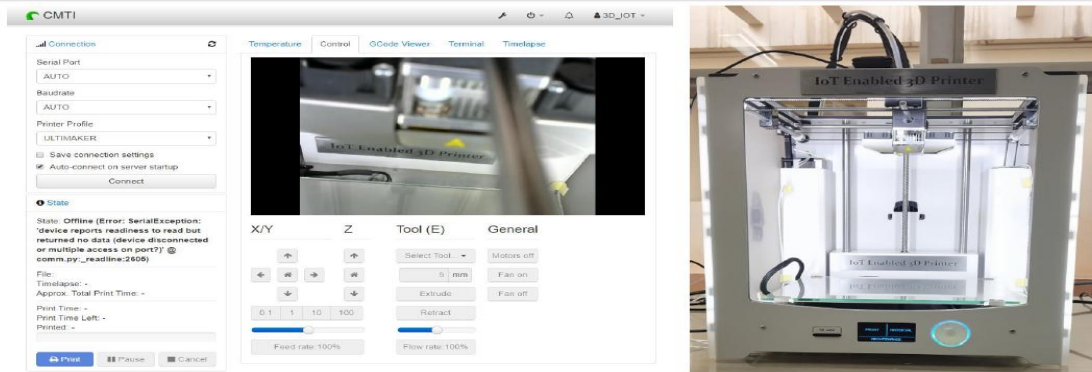 CMTI
3D_IOT
Connection
Serial Port
AUTO
Baudrate
AUTO
Printer Profile
ULTIMAKER
Save connection settings
Auto-connect on server startup
Connect
State
State: Offline (Error: SerialException:
'device reports readiness to read but
returned no data (device disconnected
or multiple access on port?)' @
comm.py:_readline:2605)
File:
Timelapse: -
Approx. Total Print Time: -
Print Time: -
Print Time Left: -
Printed: -
Print Pause Cancel
Temperature Control GCode Viewer Terminal Timelapse
IoT Enabled 3D Printer
X/Y Z Tool (E) General
Select Tool... Motors off
5 mm Fan on
Extrude Fan off
0.1 1 10 100 Retract
Feed rate:100% Flow rate:100%
IoT Enabled 3D Printer
IoT Enabled 3D Printer
PRINT MATERIAL